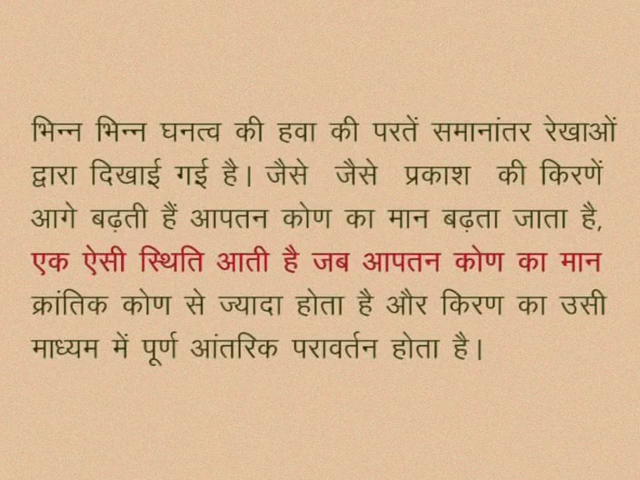 भिन्न भिन्न घनत्व की हवा की परतें समानांतर रेखाओं
द्वारा दिखाई गई है। जैसे जैसे प्रकाश की किरणें
आगे बढ़ती हैं आपतन कोण का मान बढ़ता जाता है,
एक ऐसी स्थिति आती है जब आपतन कोण का मान
क्रांतिक कोण से ज्यादा होता है और किरण का उसी
माध्यम में पूर्ण आंतरिक परावर्तन होता है।